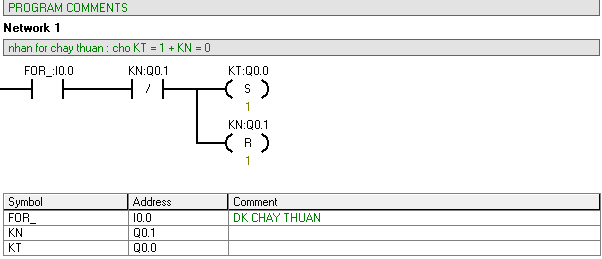 PROGRAM COMMENTS
Network 1
nhan for chay thuan : cho KT = 1 + KN = 0
FOR_:I0.0 KN:Q0.1 KT:Q0.0
/ S
1
KN:Q0.1
R
1
Symbol Address Comment
FOR_ I0.0 DK CHAY THUAN
KN Q0.1
KT Q0.0